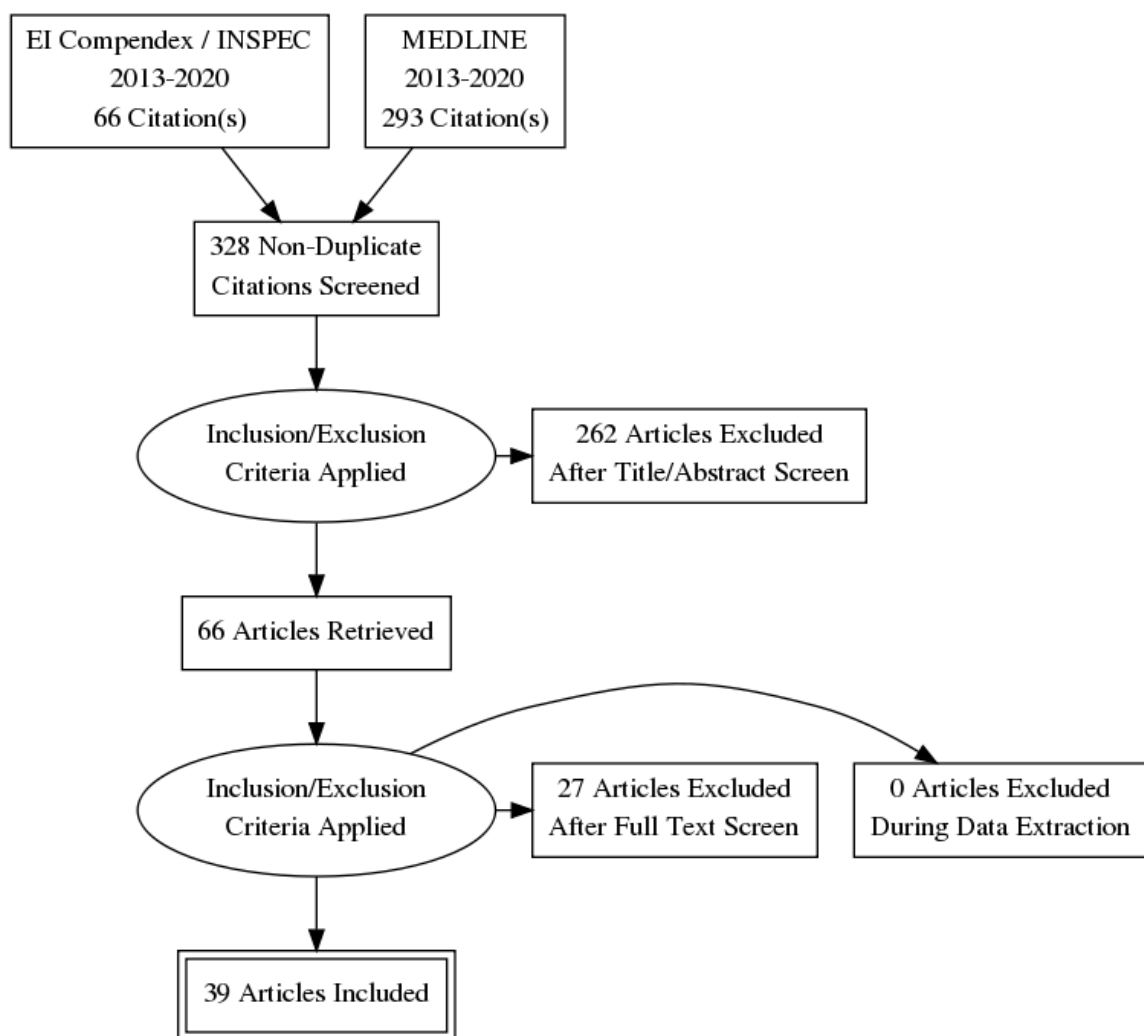 EI Compendex / INSPEC
2013-2020
66 Citation(s)
MEDLINE
2013-2020
293 Citation(s)
328 Non-Duplicate
Citations Screened
Inclusion/Exclusion
Criteria Applied
262 Articles Excluded
After Title/Abstract Screen
66 Articles Retrieved
Inclusion/Exclusion
Criteria Applied
27 Articles Excluded
After Full Text Screen
0 Articles Excluded
During Data Extraction
39 Articles Included